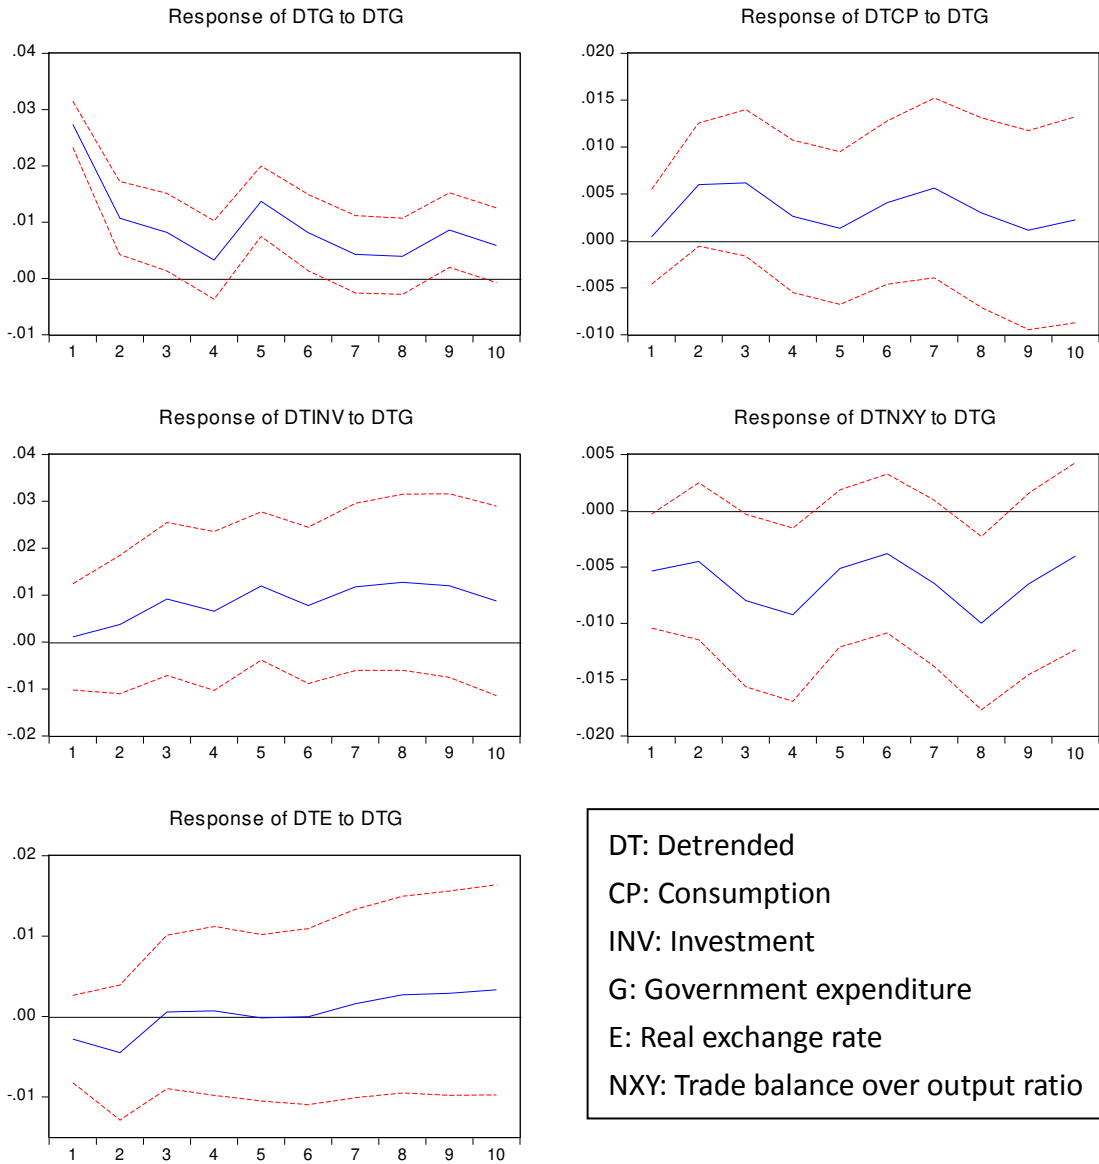 Response of DTG to DTG
.04
.03
.02
.01
.00
-.01
1 2 3 4 5 6 7 8 9 10
Response of DTCP to DTG
.020
.015
.010
.005
.000
-.005
-.010
1 2 3 4 5 6 7 8 9 10
Response of DTINV to DTG
.04
.03
.02
.01
.00
-.01
-.02
1 2 3 4 5 6 7 8 9 10
Response of DTNXY to DTG
.005
.000
-.005
-.010
-.015
-.020
1 2 3 4 5 6 7 8 9 10
Response of DTE to DTG
.02
.01
.00
-.01
1 2 3 4 5 6 7 8 9 10
DT: Detrended
CP: Consumption
INV: Investment
G: Government expenditure
E: Real exchange rate
NXY: Trade balance over output ratio